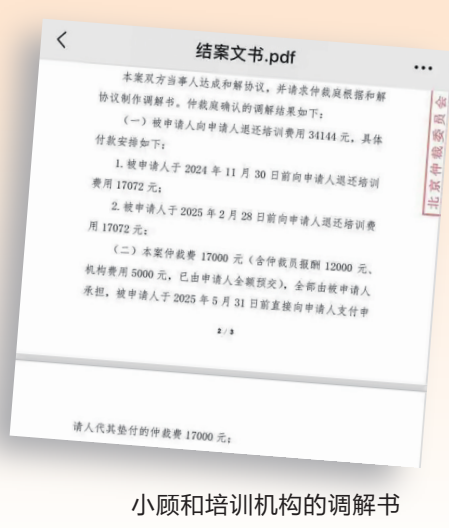 结案文书.pdf
本案双方当事人达成和解协议，并请求仲裁庭根据和解
协议制作调解书。仲裁庭确认的调解结果如下：
（一）被申请人向申请人退还培训费用 34144 元，具体
付款安排如下：
1. 被申请人于 2024 年 11 月 30 日前向申请人退还培训
费用 17072 元；
2. 被申请人于 2025 年 2 月 28 日前向申请人退还培训费
用 17072 元；
（二）本案仲裁费 17000 元（含仲裁员报酬 12000 元、
机构费用 5000 元，已由申请人全额预交），全部由被申请人
承担，被申请人于 2025 年 5 月 31 日前直接向申请人支付申
2 / 3
请人代其垫付的仲裁费 17000 元；
北京仲裁委员会
小顾和培训机构的调解书